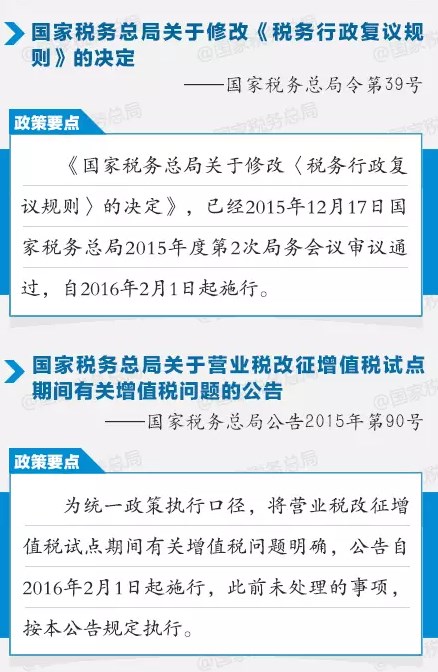 国家税务总局关于修改《税务行政复议规
则》的决定
——国家税务总局令第39号
政策要点
《国家税务总局关于修改〈税务行政复
议规则〉的决定》，已经2015年12月17日国
家税务总局2015年度第2次局务会议审议通
过，自2016年2月1日起施行。
国家税务总局关于营业税改征增值税试点
期间有关增值税问题的公告
——国家税务总局公告2015年第90号
政策要点
为统一政策执行口径，将营业税改征增
值税试点期间有关增值税问题明确，公告自
2016年2月1日起施行，此前未处理的事项，
按本公告规定执行。
@国家税务总局